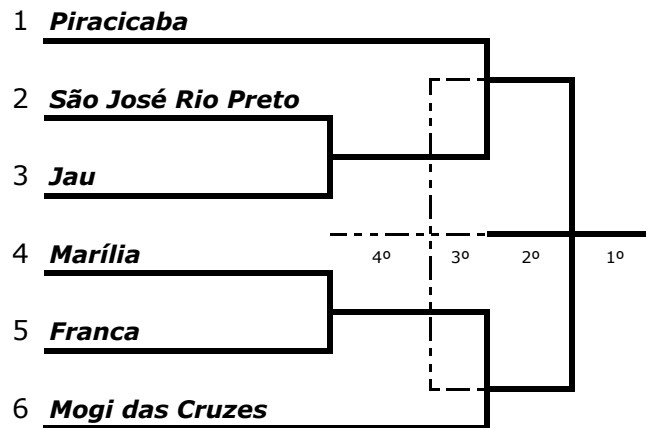 1 Piracicaba
2 São José Rio Preto
3 Jau
4 Marília
4º 3º 2º 1º
5 Franca
6 Mogi das Cruzes